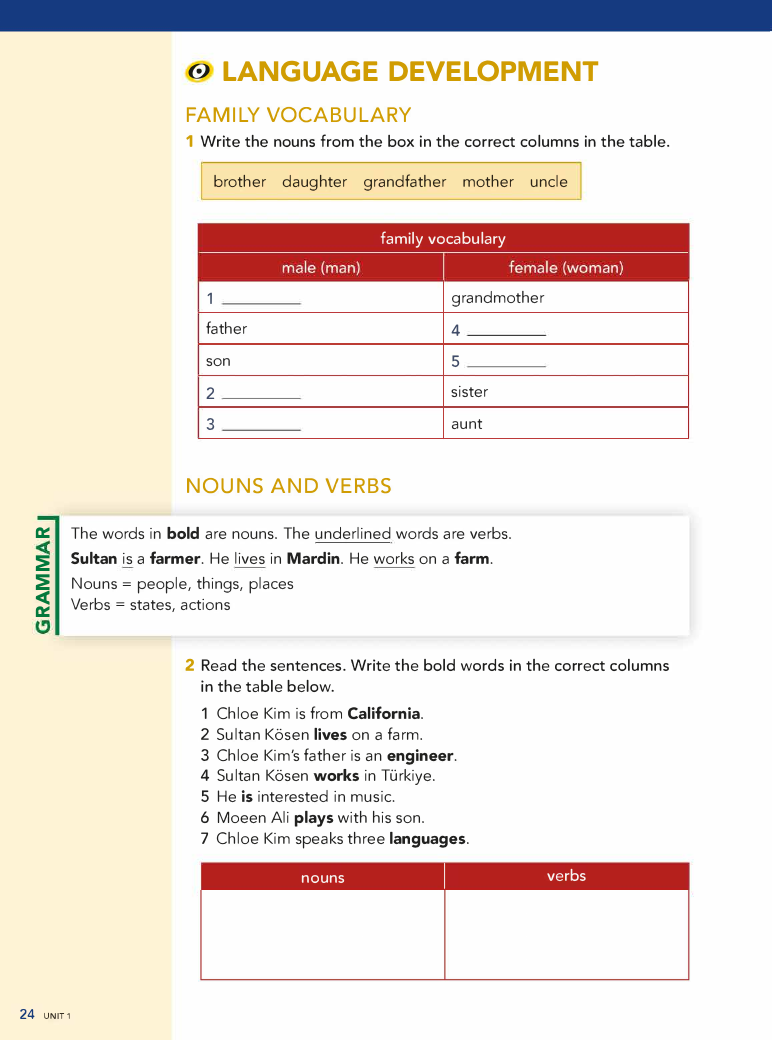 LANGUAGE DEVELOPMENT
FAMILY VOCABULARY
1 Write the nouns from the box in the correct columns in the table.
brother daughter grandfather mother uncle
family vocabulary
male (man) female (woman)
1 __________ grandmother
father 4 __________
son 5 __________
2 __________ sister
3 __________ aunt
NOUNS AND VERBS
GRAMMAR
The words in bold are nouns. The underlined words are verbs.
Sultan is a farmer. He lives in Mardin. He works on a farm.
Nouns = people, things, places
Verbs = states, actions
2 Read the sentences. Write the bold words in the correct columns
in the table below.
1 Chloe Kim is from California.
2 Sultan Kösen lives on a farm.
3 Chloe Kim's father is an engineer.
4 Sultan Kösen works in Türkiye.
5 He is interested in music.
6 Moeen Ali plays with his son.
7 Chloe Kim speaks three languages.
nouns verbs
24 UNIT 1